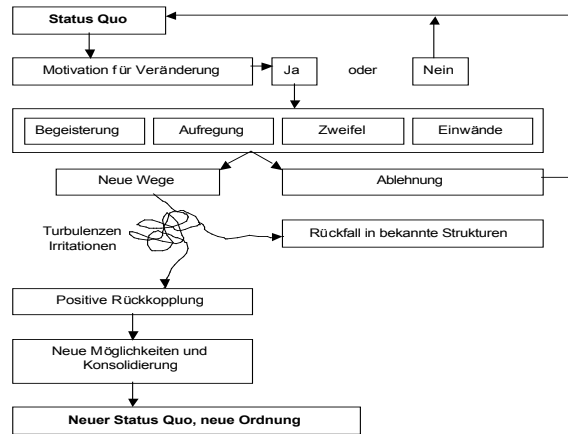 Status Quo
Motivation für Veränderung
Ja
oder
Nein
Begeisterung
Aufregung
Zweifel
Einwände
Neue Wege
Ablehnung
Turbulenzen
Irritationen
Rückfall in bekannte Strukturen
Positive Rückkopplung
Neue Möglichkeiten und
Konsolidierung
Neuer Status Quo, neue Ordnung